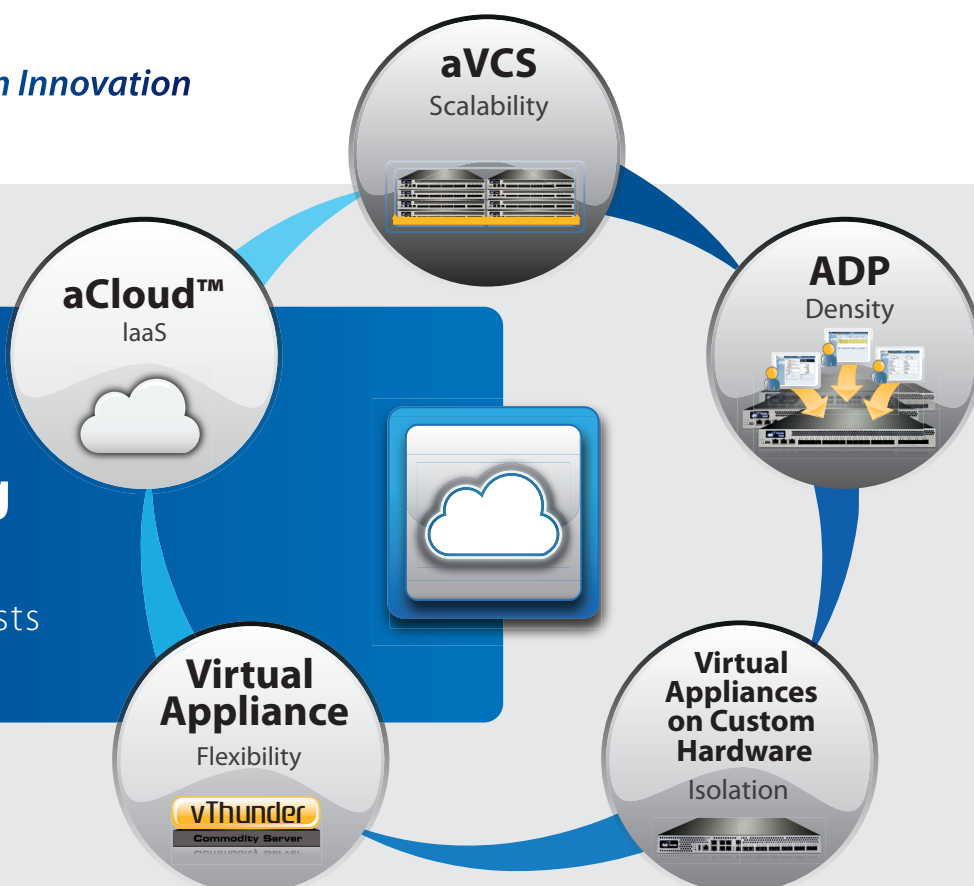 n Innovation
aVCS
Scalability
aCloud™
IaaS
ADP
Density
g
sts
Virtual
Appliance
Flexibility
vThunder
Commodity Server
Virtual
Appliances
on Custom
Hardware
Isolation